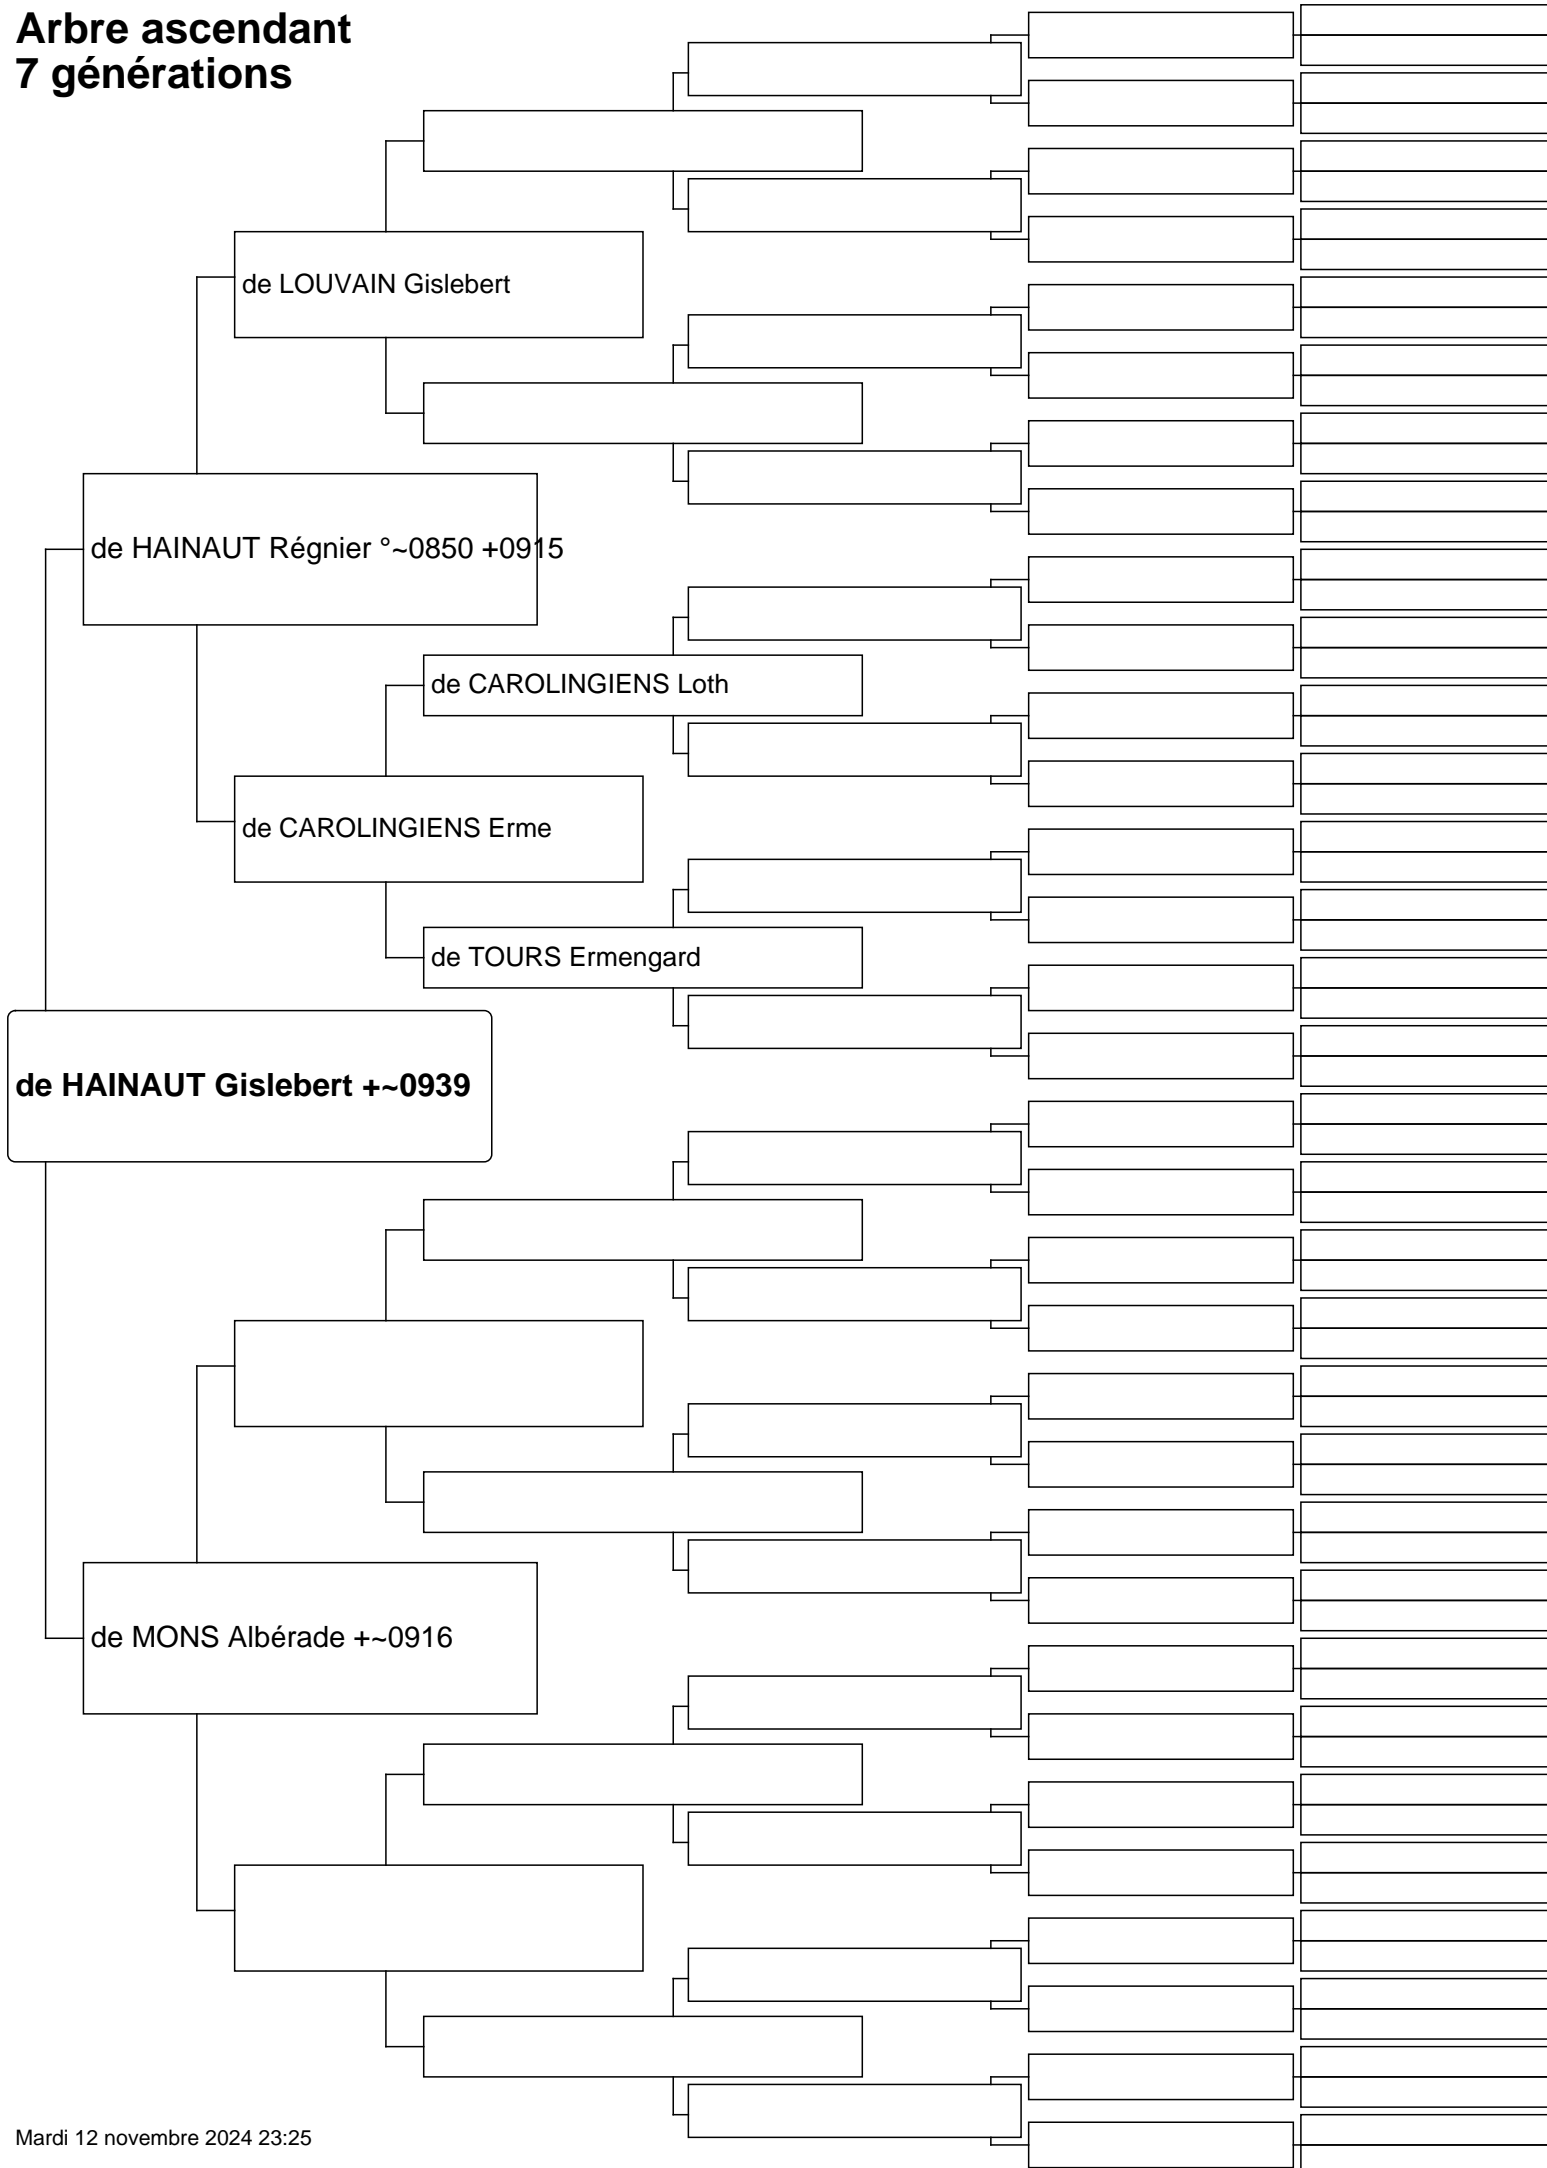 Arbre ascendant
7 générations
de LOUVAIN Gislebert
de HAINAUT Régnier °~0850 +0915
de CAROLINGIENS Loth
de CAROLINGIENS Erme
de TOURS Ermengard
de HAINAUT Gislebert +~0939
de MONS Albérade +~0916
Mardi 12 novembre 2024 23:25